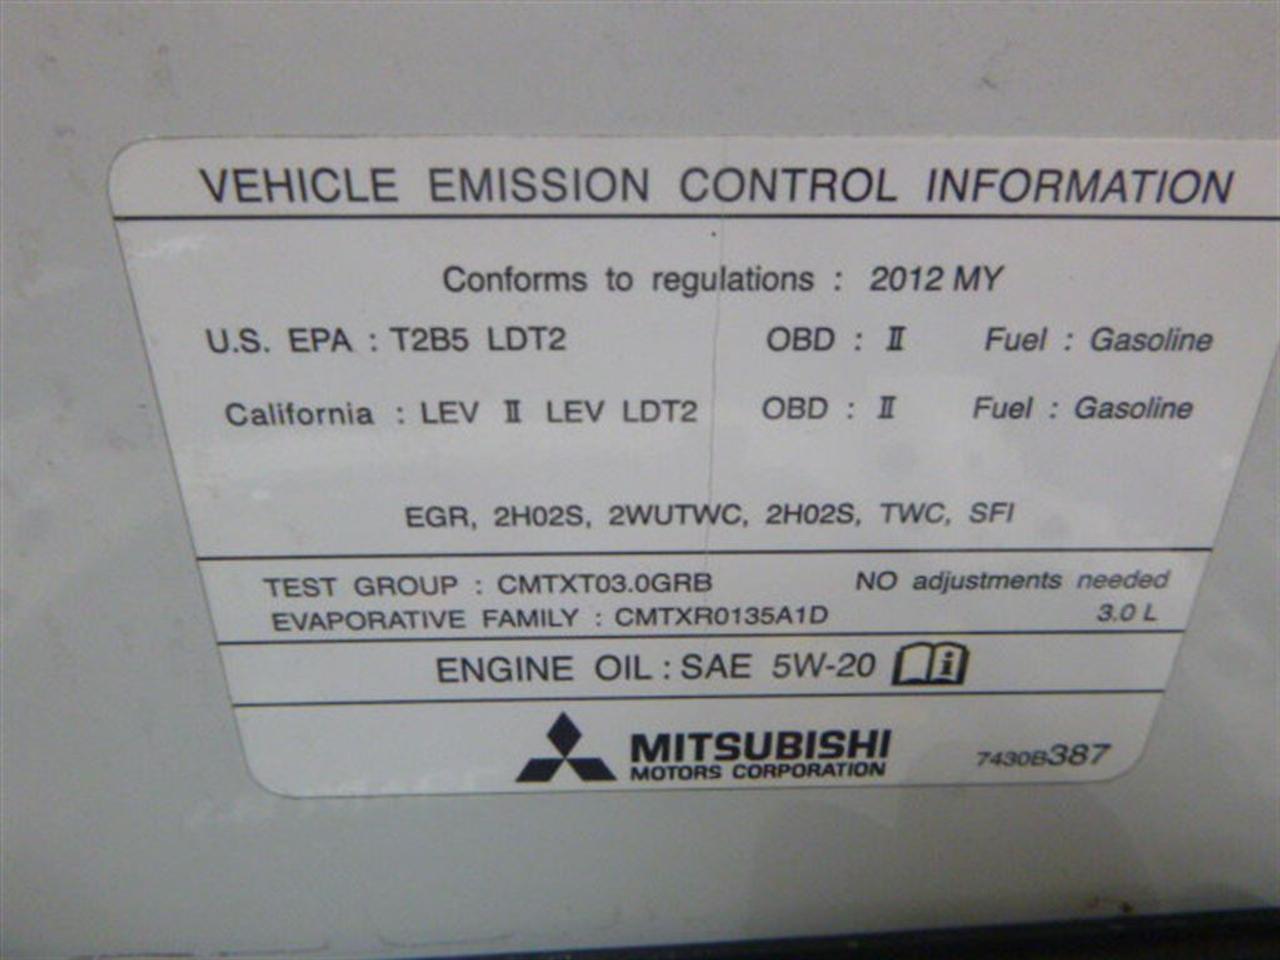 VEHICLE EMISSION CONTROL INFORMATION
Conforms to regulations : 2012 MY
U.S. EPA : T2B5 LDT2 OBD : II Fuel : Gasoline
California : LEV II LEV LDT2 OBD : II Fuel : Gasoline
EGR, 2H02S, 2WUTWC, 2H02S, TWC, SFI
TEST GROUP : CMTXT03.0GRB NO adjustments needed
EVAPORATIVE FAMILY : CMTXR0135A1D 3.0 L
ENGINE OIL : SAE 5W-20 i
MITSUBISHI
MOTORS CORPORATION 7430B387